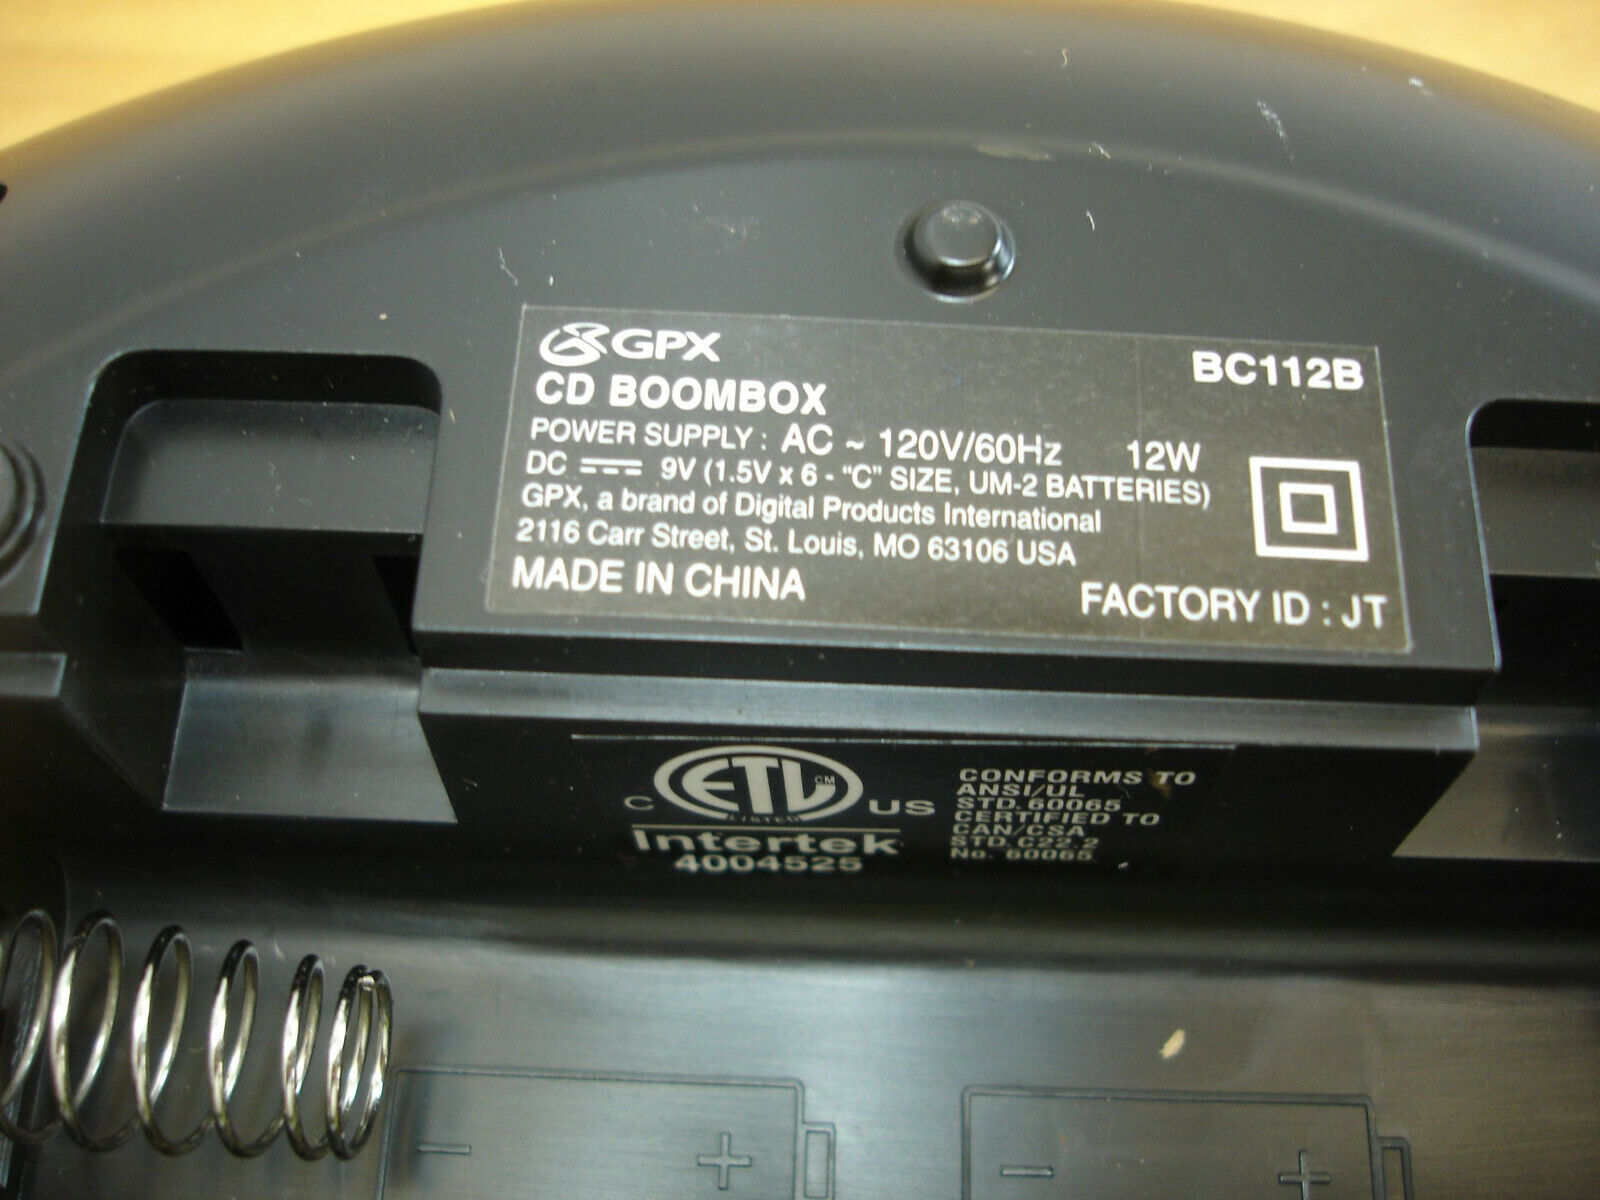 GPX
BC112B
CD BOOMBOX
POWER SUPPLY : AC ~ 120V/60Hz 12W
DC ⎓ 9V (1.5V x 6 - "C" SIZE, UM-2 BATTERIES)
GPX, a brand of Digital Products International
2116 Carr Street, St. Louis, MO 63106 USA
MADE IN CHINA
FACTORY ID : JT
C ETL CM US
LISTED
Intertek
4004525
CONFORMS TO
ANSI/UL
STD. 60065
CERTIFIED TO
CAN/CSA
STD. C22.2
No. 60065
− +
− +